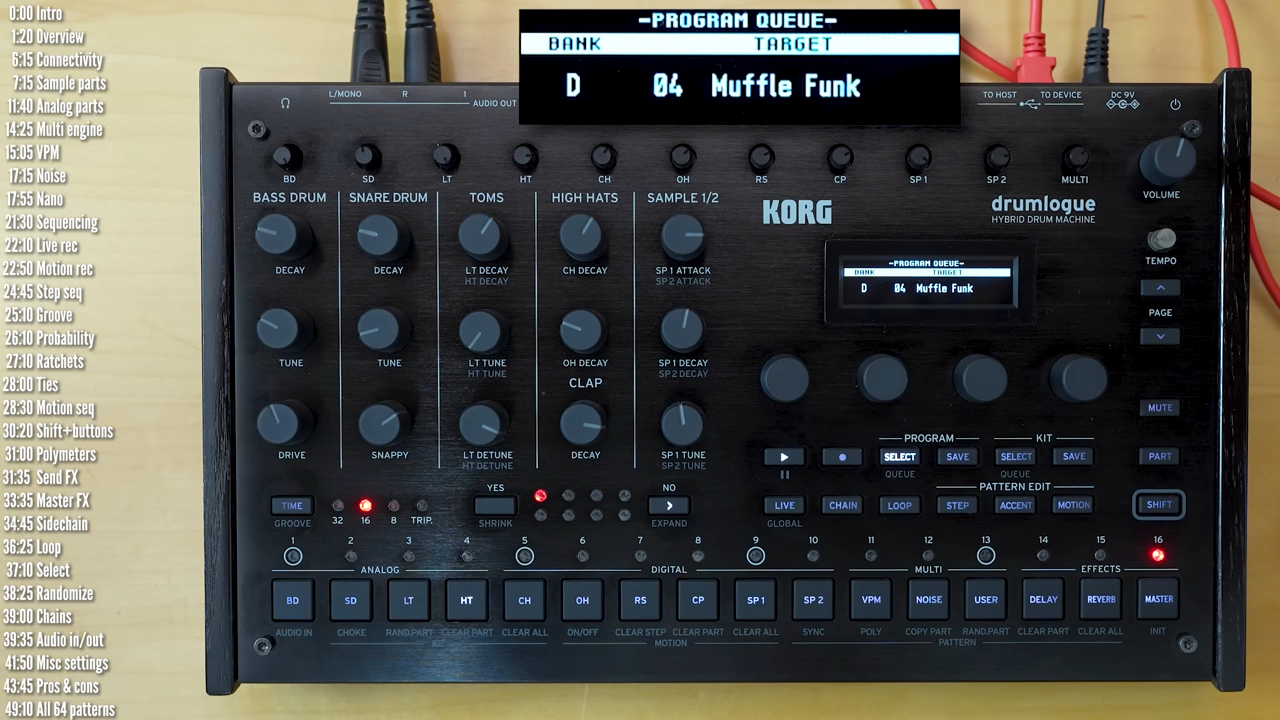 0:00 Intro
1:20 Overview
6:15 Connectivity
7:15 Sample parts
11:40 Analog parts
14:25 Multi engine
15:05 VPM
17:15 Noise
17:55 Nano
21:30 Sequencing
22:10 Live rec
22:50 Motion rec
24:45 Step seq
25:10 Groove
26:10 Probability
27:10 Ratchets
28:00 Ties
28:30 Motion seq
30:20 Shift+buttons
31:00 Polymeters
31:35 Send FX
33:35 Master FX
34:45 Sidechain
36:25 Loop
37:10 Select
38:25 Randomize
39:00 Chains
39:35 Audio in/out
41:50 Misc settings
43:45 Pros & cons
49:10 All 64 patterns
-PROGRAM QUEUE-
BANK TARGET
D 04 Muffle Funk
L/MONO R 1 AUDIO OUT
TO HOST TO DEVICE DC 9V
BD SD LT HT CH OH RS CP SP 1 SP 2 MULTI
VOLUME
BASS DRUM SNARE DRUM TOMS HIGH HATS SAMPLE 1/2
KORG
drumlogue
HYBRID DRUM MACHINE
TEMPO
DECAY DECAY LT DECAY CH DECAY SP 1 ATTACK
HT DECAY SP 2 ATTACK
-PROGRAM QUEUE-
BANK TARGET
D 04 Muffle Funk
PAGE
TUNE TUNE LT TUNE OH DECAY SP 1 DECAY
HT TUNE SP 2 DECAY
CLAP
MUTE
DRIVE SNAPPY LT DETUNE DECAY SP 1 TUNE
HT DETUNE SP 2 TUNE
PROGRAM KIT
SELECT SAVE SELECT SAVE PART
QUEUE QUEUE
PATTERN EDIT
YES NO
TIME LIVE CHAIN LOOP STEP ACCENT MOTION SHIFT
GROOVE 32 16 8 TRIP. SHRINK EXPAND GLOBAL
1 2 3 4 5 6 7 8 9 10 11 12 13 14 15 16
ANALOG DIGITAL MULTI EFFECTS
BD SD LT HT CH OH RS CP SP 1 SP 2 VPM NOISE USER DELAY REVERB MASTER
AUDIO IN CHOKE RAND.PART CLEAR PART CLEAR ALL ON/OFF CLEAR STEP CLEAR PART CLEAR ALL SYNC POLY COPY PART RAND.PART CLEAR PART CLEAR ALL INIT
MOTION PATTERN